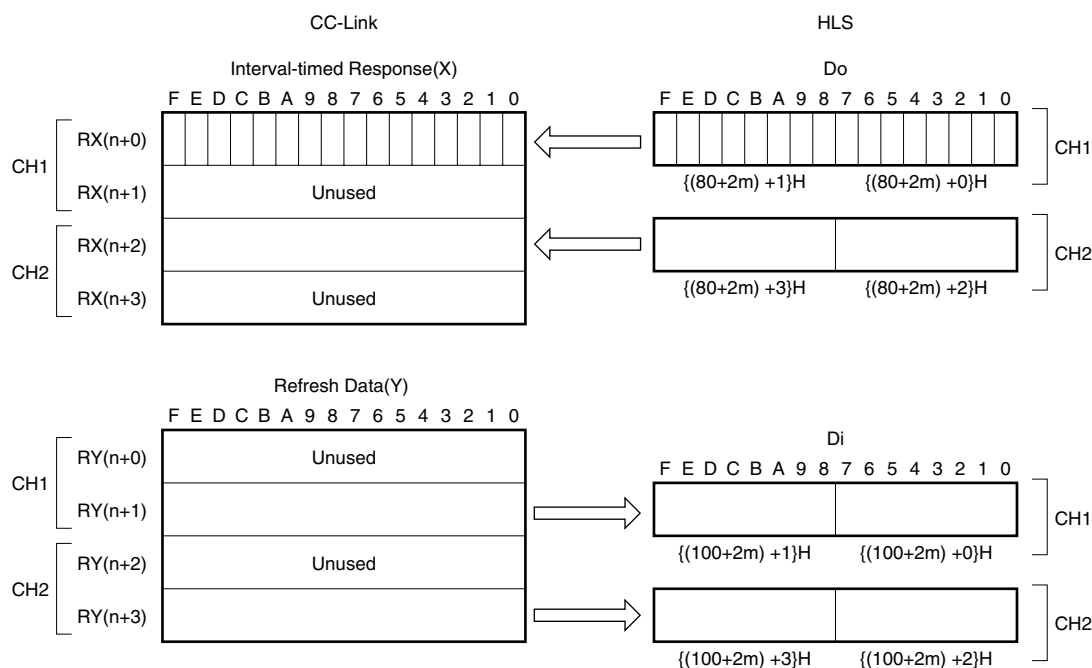 CC-Link
HLS
Interval-timed Response(X)
Do
F E D C B A 9 8 7 6 5 4 3 2 1 0
F E D C B A 9 8 7 6 5 4 3 2 1 0
CH1
RX(n+0)
CH1
{(80+2m) +1}H
{(80+2m) +0}H
RX(n+1)
Unused
CH2
RX(n+2)
CH2
{(80+2m) +3}H
{(80+2m) +2}H
RX(n+3)
Unused
Refresh Data(Y)
F E D C B A 9 8 7 6 5 4 3 2 1 0
Di
F E D C B A 9 8 7 6 5 4 3 2 1 0
CH1
RY(n+0)
Unused
RY(n+1)
CH1
{(100+2m) +1}H
{(100+2m) +0}H
CH2
RY(n+2)
Unused
RY(n+3)
CH2
{(100+2m) +3}H
{(100+2m) +2}H